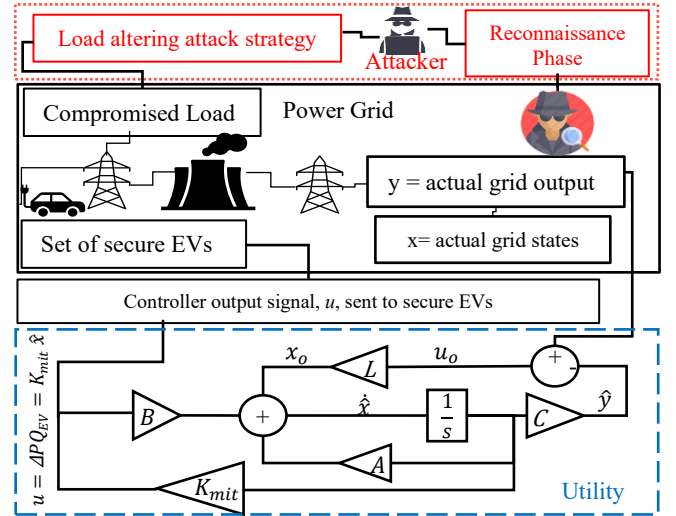 Load altering attack strategy
Attacker
Reconnaissance
Phase
Compromised Load
Power Grid
y = actual grid output
x= actual grid states
Set of secure EVs
Controller output signal, u, sent to secure EVs
u = ΔPQ_EV = K_mit x̂
x_o
L
u_o
+
-
B
+
ẋ̂
1
s
C
ŷ
A
K_mit
Utility